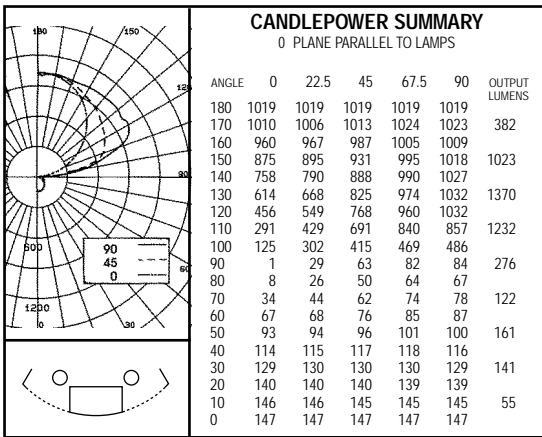 180
150
120
90
60
30
0
600
1200
90
45
0
CANDLEPOWER SUMMARY
0 PLANE PARALLEL TO LAMPS
ANGLE 0 22.5 45 67.5 90 OUTPUT LUMENS
180 1019 1019 1019 1019 1019
170 1010 1006 1013 1024 1023 382
160 960 967 987 1005 1009
150 875 895 931 995 1018 1023
140 758 790 888 990 1027
130 614 668 825 974 1032 1370
120 456 549 768 960 1032
110 291 429 691 840 857 1232
100 125 302 415 469 486
90 1 29 63 82 84 276
80 8 26 50 64 67
70 34 44 62 74 78 122
60 67 68 76 85 87
50 93 94 96 101 100 161
40 114 115 117 118 116
30 129 130 130 130 129 141
20 140 140 140 139 139
10 146 146 145 145 145 55
0 147 147 147 147 147